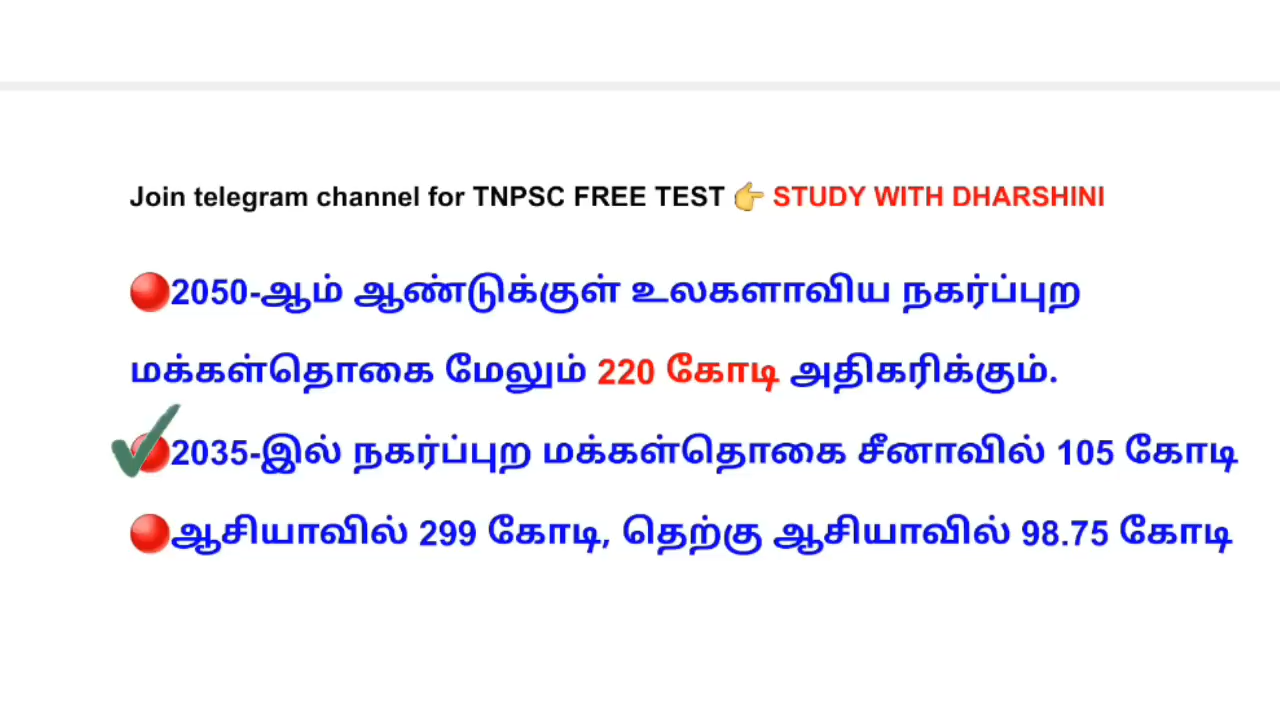 Join telegram channel for TNPSC FREE TEST 👉 STUDY WITH DHARSHINI
🔴2050-ஆம் ஆண்டுக்குள் உலகளாவிய நகர்ப்புற
மக்கள்தொகை மேலும் 220 கோடி அதிகரிக்கும்.
🔴2035-இல் நகர்ப்புற மக்கள்தொகை சீனாவில் 105 கோடி
🔴ஆசியாவில் 299 கோடி, தெற்கு ஆசியாவில் 98.75 கோடி